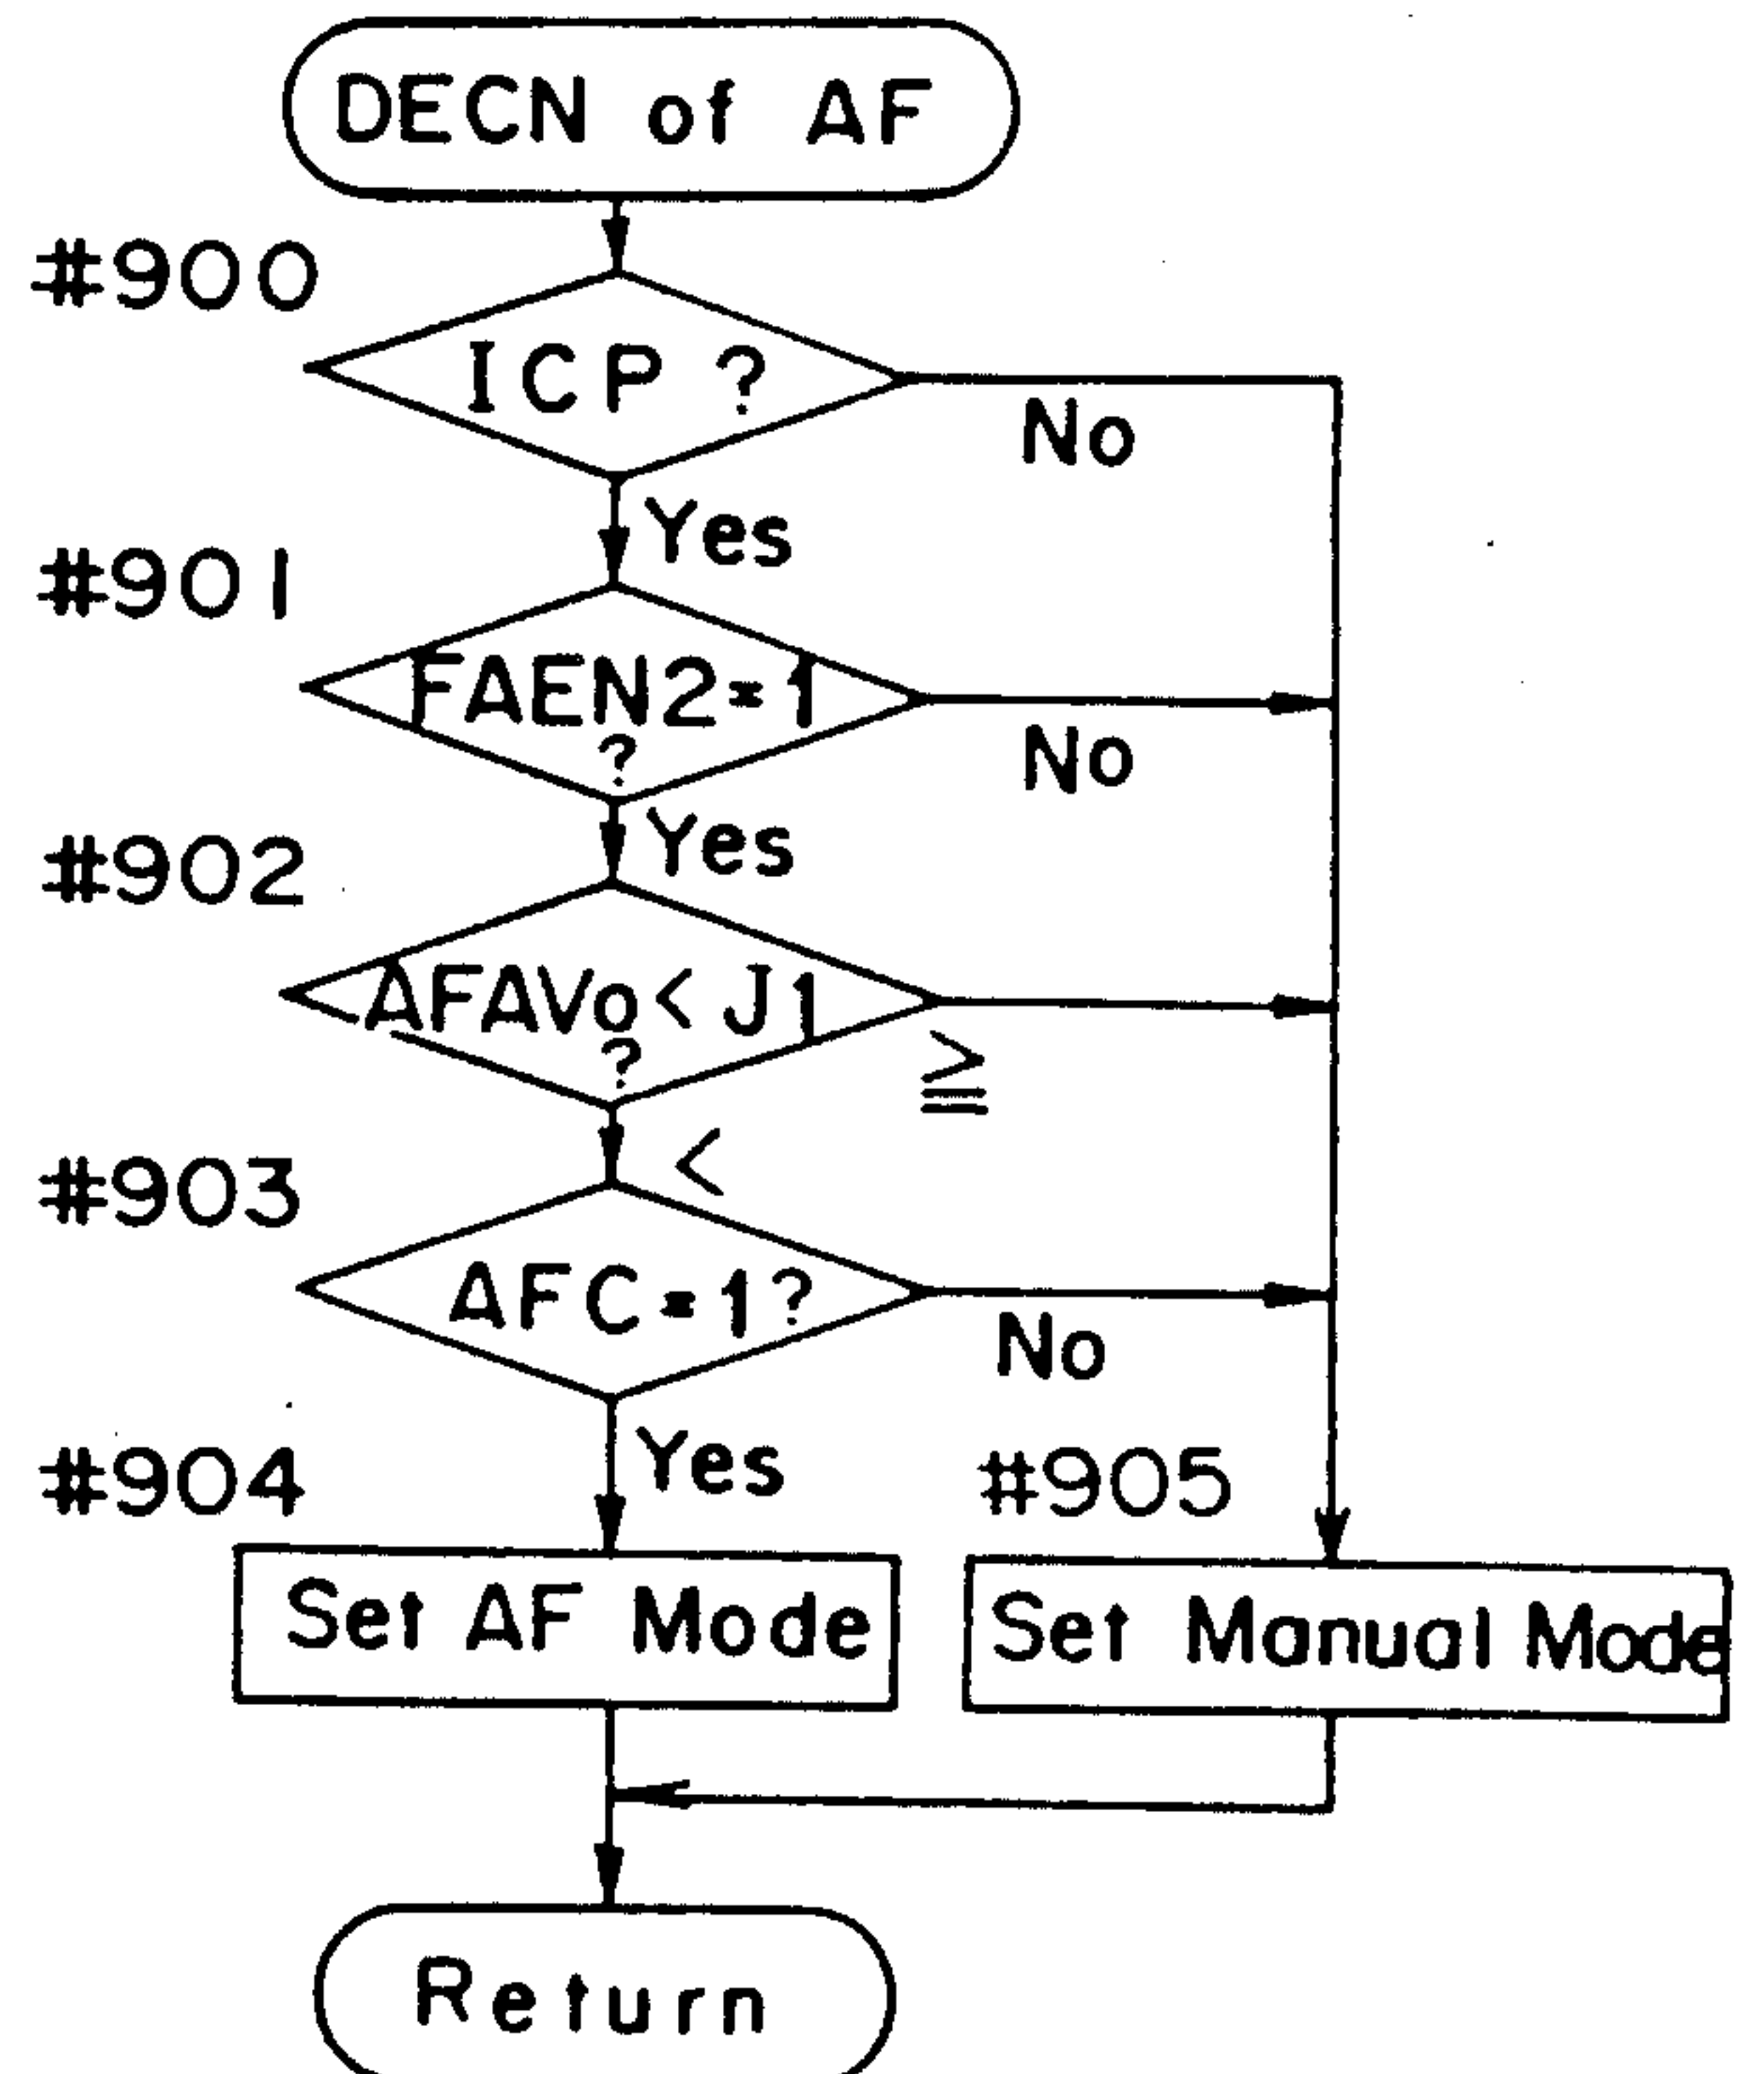 DECN of AF
#900
ICP ?
No
Yes
#901
FAEN2=1
?
No
Yes
#902
AFAVo< J1
?
≧
<
#903
AFC=1?
No
Yes
#904
#905
Set AF Mode
Set Manual Mode
Return